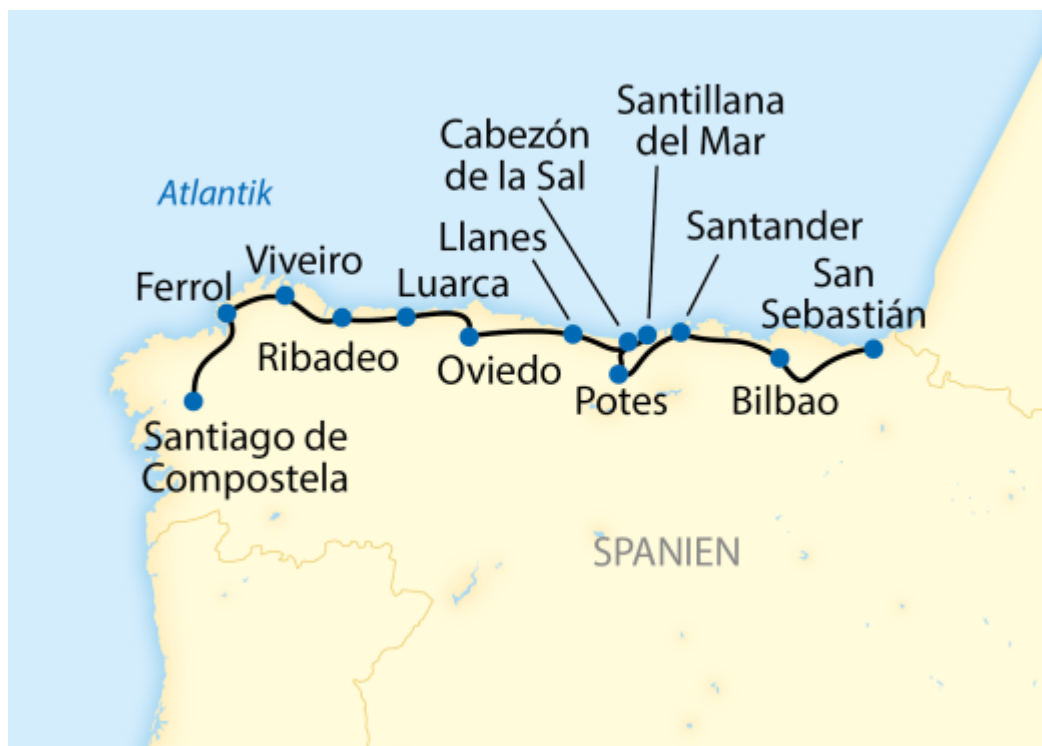 Santillana
del Mar
Cabezón
de la Sal
Atlantik
Llanes
Santander
Viveiro
Ferrol
Luarca
San
Sebastián
Ribadeo
Oviedo
Potes
Bilbao
Santiago de
Compostela
SPANIEN